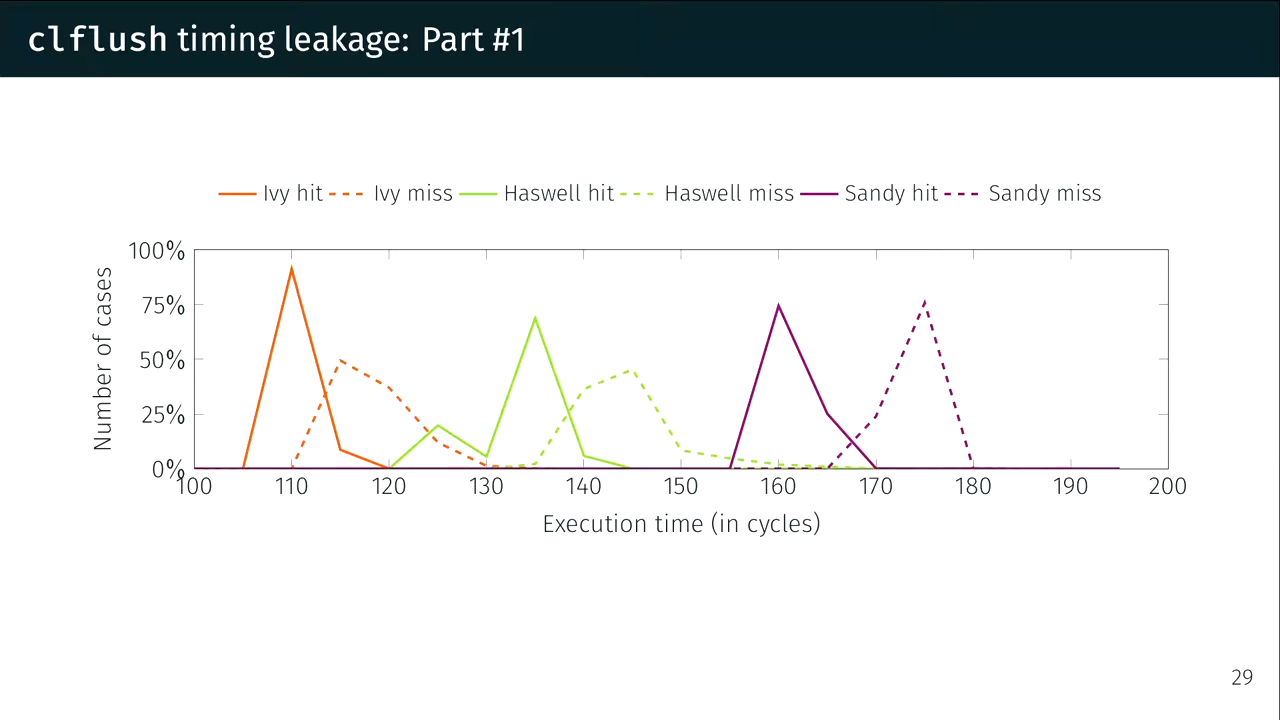 clflush timing leakage: Part #1
Ivy hit Ivy miss Haswell hit Haswell miss Sandy hit Sandy miss
Number of cases
100%
75%
50%
25%
0%
100 110 120 130 140 150 160 170 180 190 200
Execution time (in cycles)
29